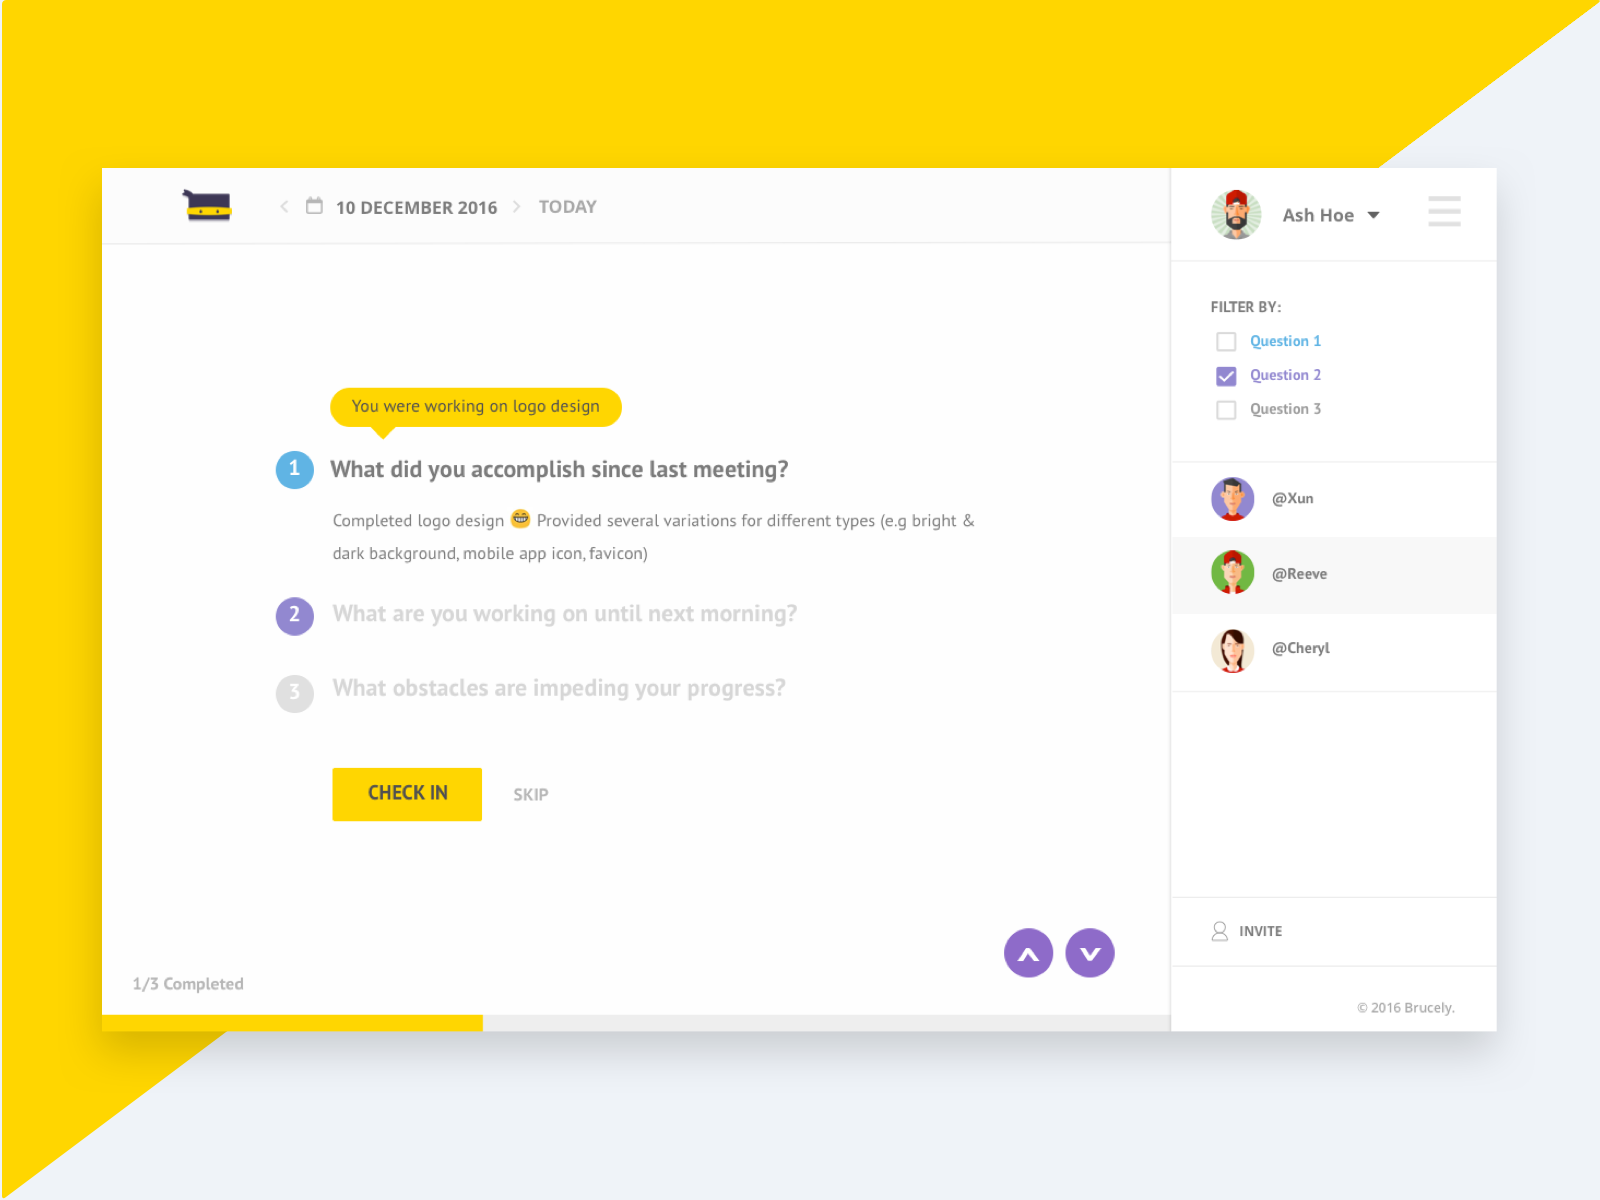 10 DECEMBER 2016
TODAY
Ash Hoe
You were working on logo design
1
What did you accomplish since last meeting?
Completed logo design 😁 Provided several variations for different types (e.g bright &
dark background, mobile app icon, favicon)
2
What are you working on until next morning?
3
What obstacles are impeding your progress?
CHECK IN
SKIP
1/3 Completed
FILTER BY:
Question 1
Question 2
Question 3
@Xun
@Reeve
@Cheryl
INVITE
© 2016 Brucely.